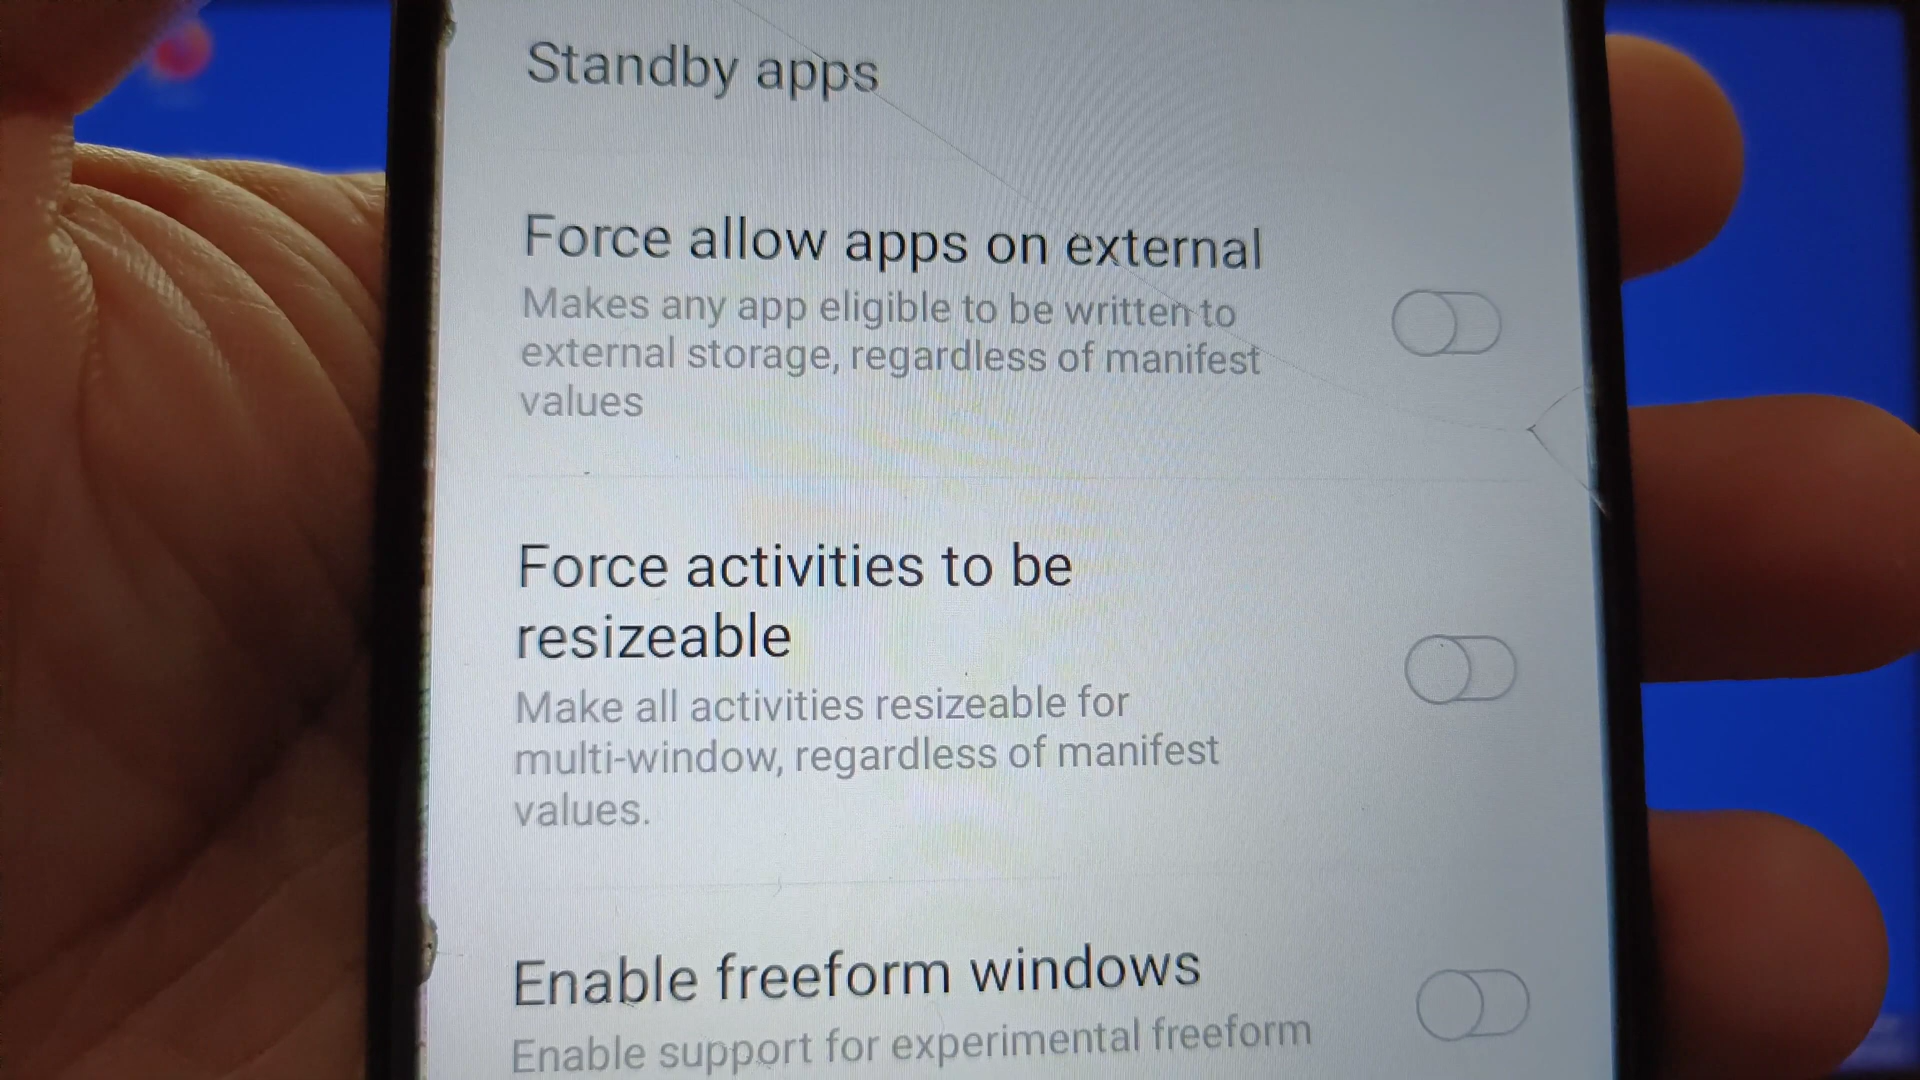 Standby apps
Force allow apps on external
Makes any app eligible to be written to
external storage, regardless of manifest
values
Force activities to be
resizeable
Make all activities resizeable for
multi-window, regardless of manifest
values.
Enable freeform windows
Enable support for experimental freeform